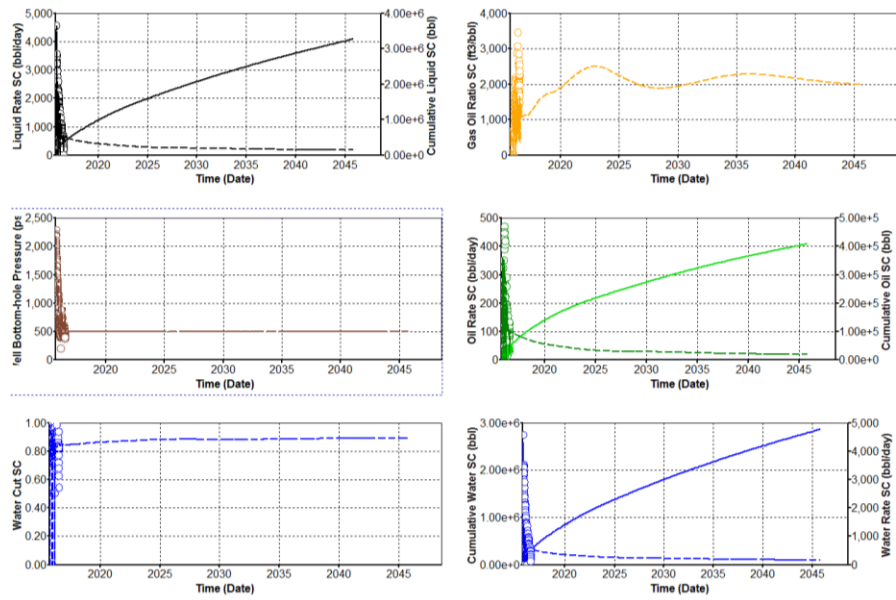 5,000
4,000
3,000
2,000
1,000
0
Liquid Rate SC (bbl/day)
4.00e+6
3.00e+6
2.00e+6
1.00e+6
0.00e+0
Cumulative Liquid SC (bbl)
2020 2025 2030 2035 2040 2045
Time (Date)
4,000
3,000
2,000
1,000
0
Gas Oil Ratio SC (ft3/bbl)
2020 2025 2030 2035 2040 2045
Time (Date)
2,500
2,000
1,500
1,000
500
0
ell Bottom-hole Pressure (ps
2020 2025 2030 2035 2040 2045
Time (Date)
500
400
300
200
100
0
Oil Rate SC (bbl/day)
5.00e+5
4.00e+5
3.00e+5
2.00e+5
1.00e+5
0.00e+0
Cumulative Oil SC (bbl)
2020 2025 2030 2035 2040 2045
Time (Date)
1.00
0.80
0.60
0.40
0.20
0.00
Water Cut SC
2020 2025 2030 2035 2040 2045
Time (Date)
3.00e+6
2.00e+6
1.00e+6
0.00e+0
Cumulative Water SC (bbl)
5,000
4,000
3,000
2,000
1,000
0
Water Rate SC (bbl/day)
2020 2025 2030 2035 2040 2045
Time (Date)